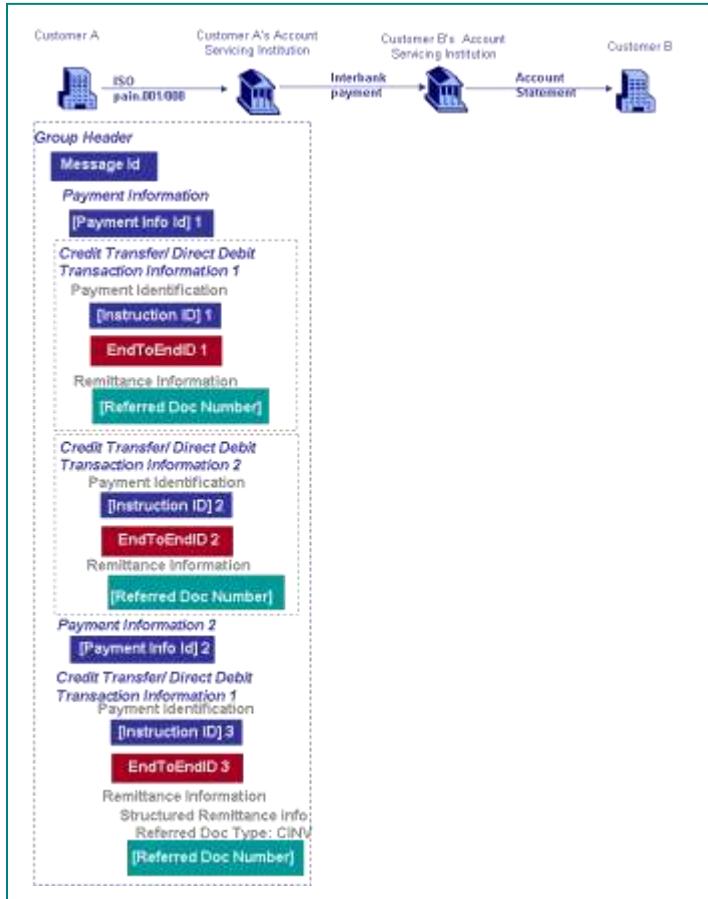 Customer A
Customer A's Account
Servicing Institution
Customer B's Account
Servicing Institution
Customer B
ISO
pain.001/008
Interbank
payment
Account
Statement
Group Header
Message Id
Payment Information
[Payment Info Id] 1
Credit Transfer/ Direct Debit
Transaction Information 1
Payment Identification
[Instruction ID] 1
EndToEndID 1
Remittance Information
[Referred Doc Number]
Credit Transfer/ Direct Debit
Transaction Information 2
Payment Identification
[Instruction ID] 2
EndToEndID 2
Remittance Information
[Referred Doc Number]
Payment Information 2
[Payment Info Id] 2
Credit Transfer/ Direct Debit
Transaction Information 1
Payment Identification
[Instruction ID] 3
EndToEndID 3
Remittance Information
Structured Remittance info
Referred Doc Type: CINV
[Referred Doc Number]